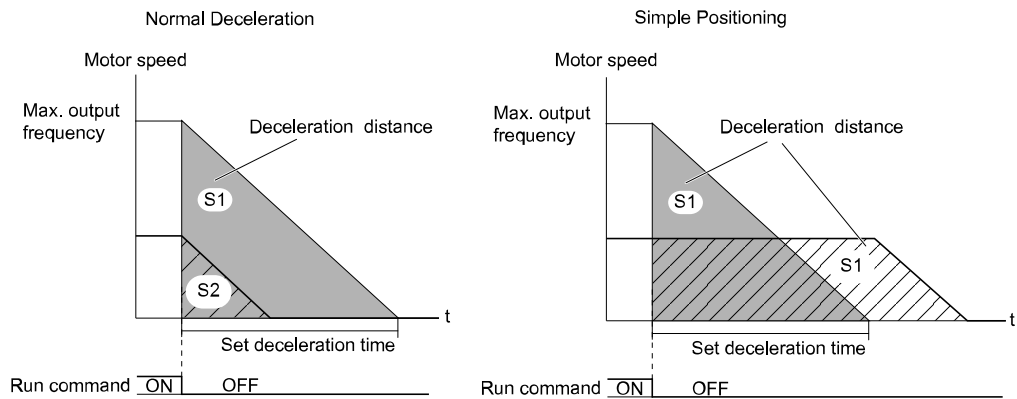 Normal Deceleration
Motor speed
Max. output
frequency
Deceleration distance
S1
S2
t
Set deceleration time
Run command ON OFF
Simple Positioning
Motor speed
Max. output
frequency
Deceleration distance
S1
S1
t
Set deceleration time
Run command ON OFF